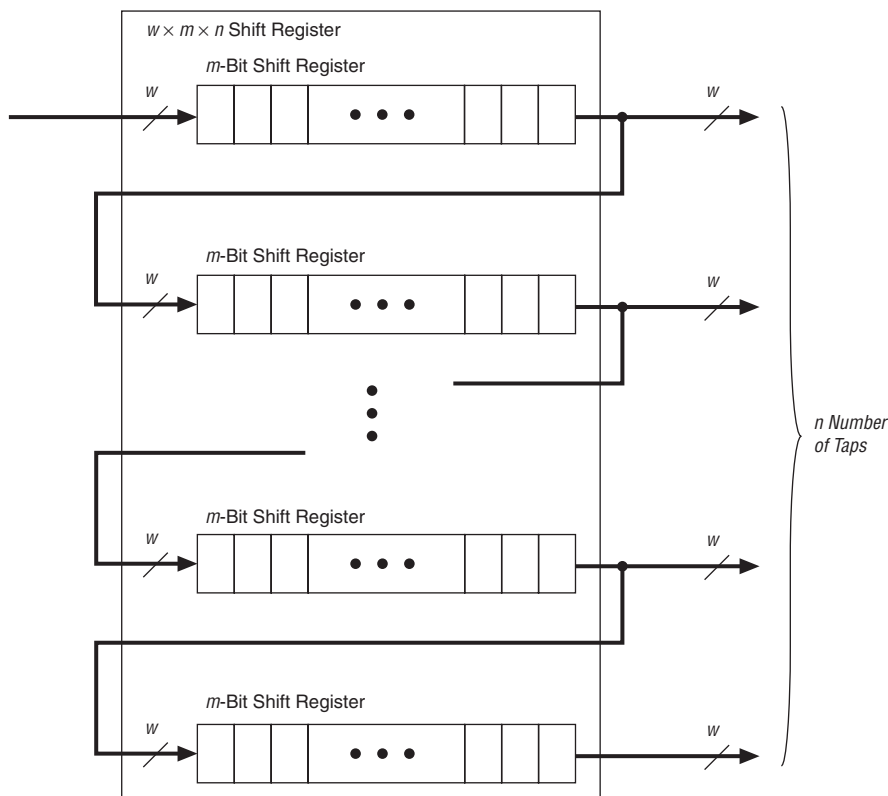 w × m × n Shift Register
m-Bit Shift Register
w
w
m-Bit Shift Register
w
w
n Number
of Taps
m-Bit Shift Register
w
w
m-Bit Shift Register
w
w